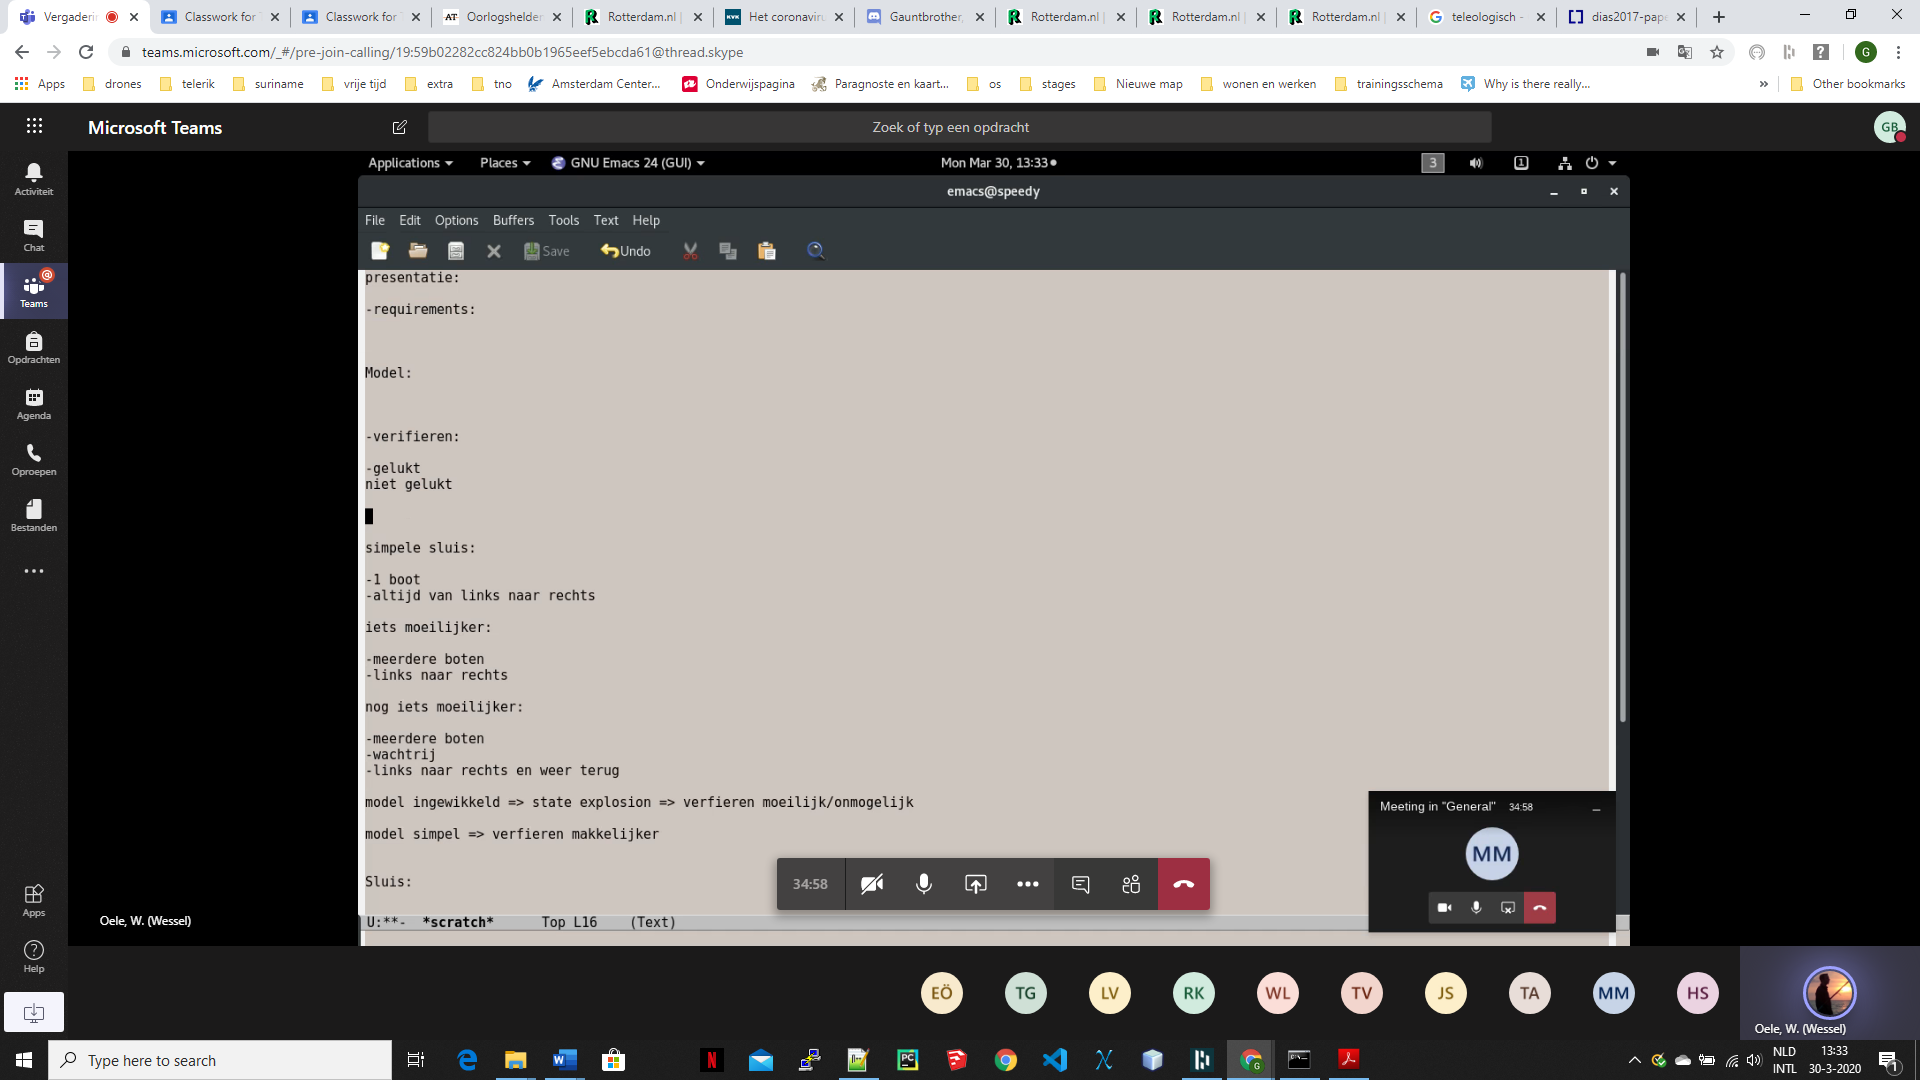 Vergaderin
Classwork for
Classwork for
Oorlogshelden
Rotterdam.nl |
Het coronaviru
Gauntbrother,
Rotterdam.nl |
Rotterdam.nl |
Rotterdam.nl |
teleologisch -
dias2017-pape
teams.microsoft.com/_#/pre-join-calling/19:59b02282cc824bb0b1965eef5ebcda61@thread.skype
G
Apps drones telerik suriname vrije tijd extra tno Amsterdam Center... Onderwijspagina Paragnoste en kaart... os stages Nieuwe map wonen en werken trainingsschema Why is there really... » Other bookmarks
Microsoft Teams
Zoek of typ een opdracht
GB
Activiteit
Chat
Teams
Opdrachten
Agenda
Oproepen
Bestanden
Apps
Help
Applications Places GNU Emacs 24 (GUI) Mon Mar 30, 13:33 3 1
emacs@speedy
File Edit Options Buffers Tools Text Help
Save Undo
presentatie:
-requirements:
Model:
-verifieren:
-gelukt
niet gelukt
simpele sluis:
-1 boot
-altijd van links naar rechts
iets moeilijker:
-meerdere boten
-links naar rechts
nog iets moeilijker:
-meerdere boten
-wachtrij
-links naar rechts en weer terug
model ingewikkeld => state explosion => verfieren moeilijk/onmogelijk
model simpel => verfieren makkelijker
Sluis:
U:**- *scratch* Top L16 (Text)
34:58
Meeting in "General" 34:58
MM
Oele, W. (Wessel)
EÖ TG LV RK WL TV JS TA MM HS
Oele, W. (Wessel)
Type here to search
NLD
INTL
13:33
30-3-2020
1